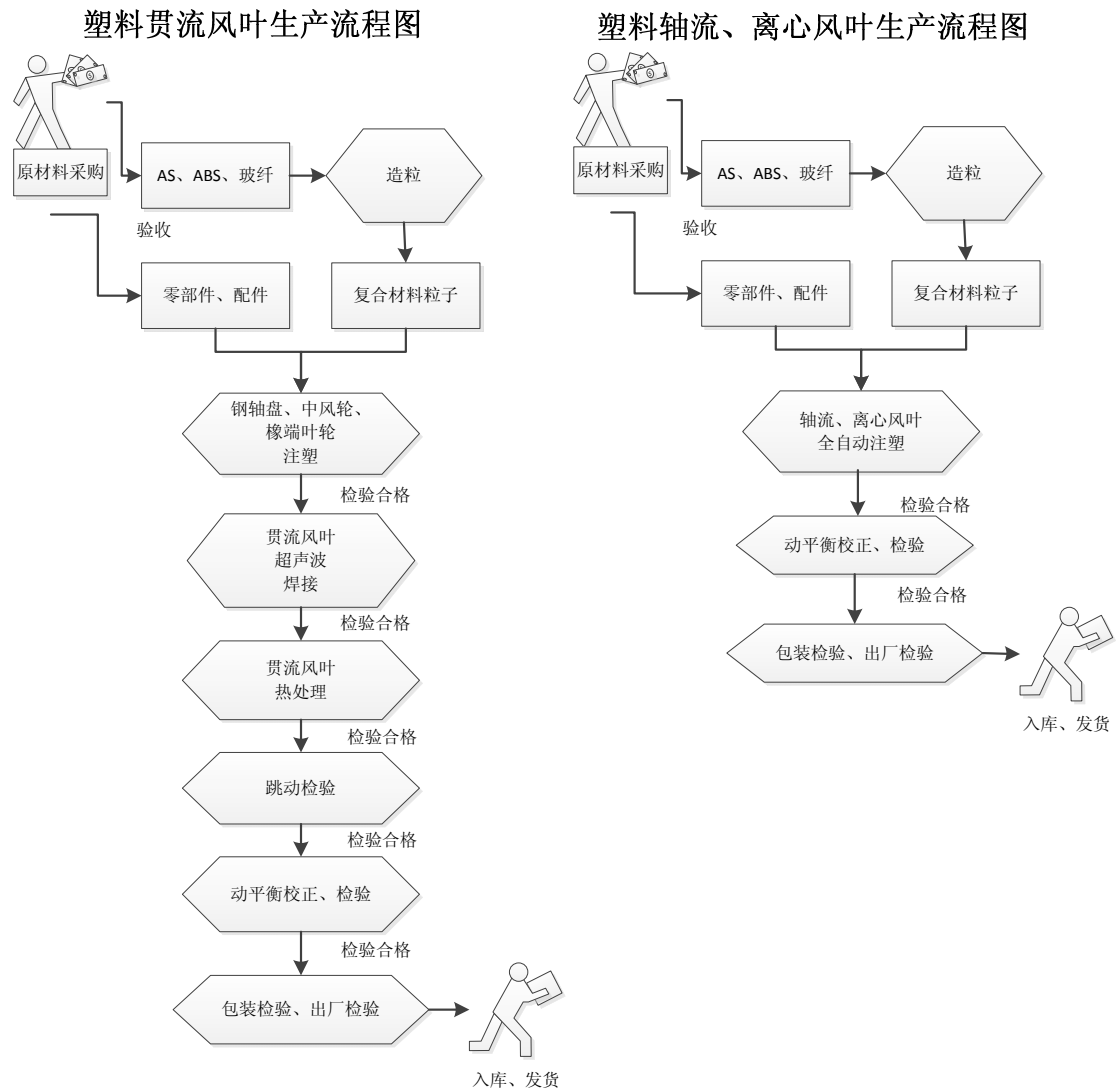 塑料贯流风叶生产流程图
原材料采购
AS、ABS、玻纤
造粒
验收
零部件、配件
复合材料粒子
钢轴盘、中风轮、
橡端叶轮
注塑
检验合格
贯流风叶
超声波
焊接
检验合格
贯流风叶
热处理
检验合格
跳动检验
检验合格
动平衡校正、检验
检验合格
包装检验、出厂检验
入库、发货
塑料轴流、离心风叶生产流程图
原材料采购
AS、ABS、玻纤
造粒
验收
零部件、配件
复合材料粒子
轴流、离心风叶
全自动注塑
检验合格
动平衡校正、检验
检验合格
包装检验、出厂检验
入库、发货